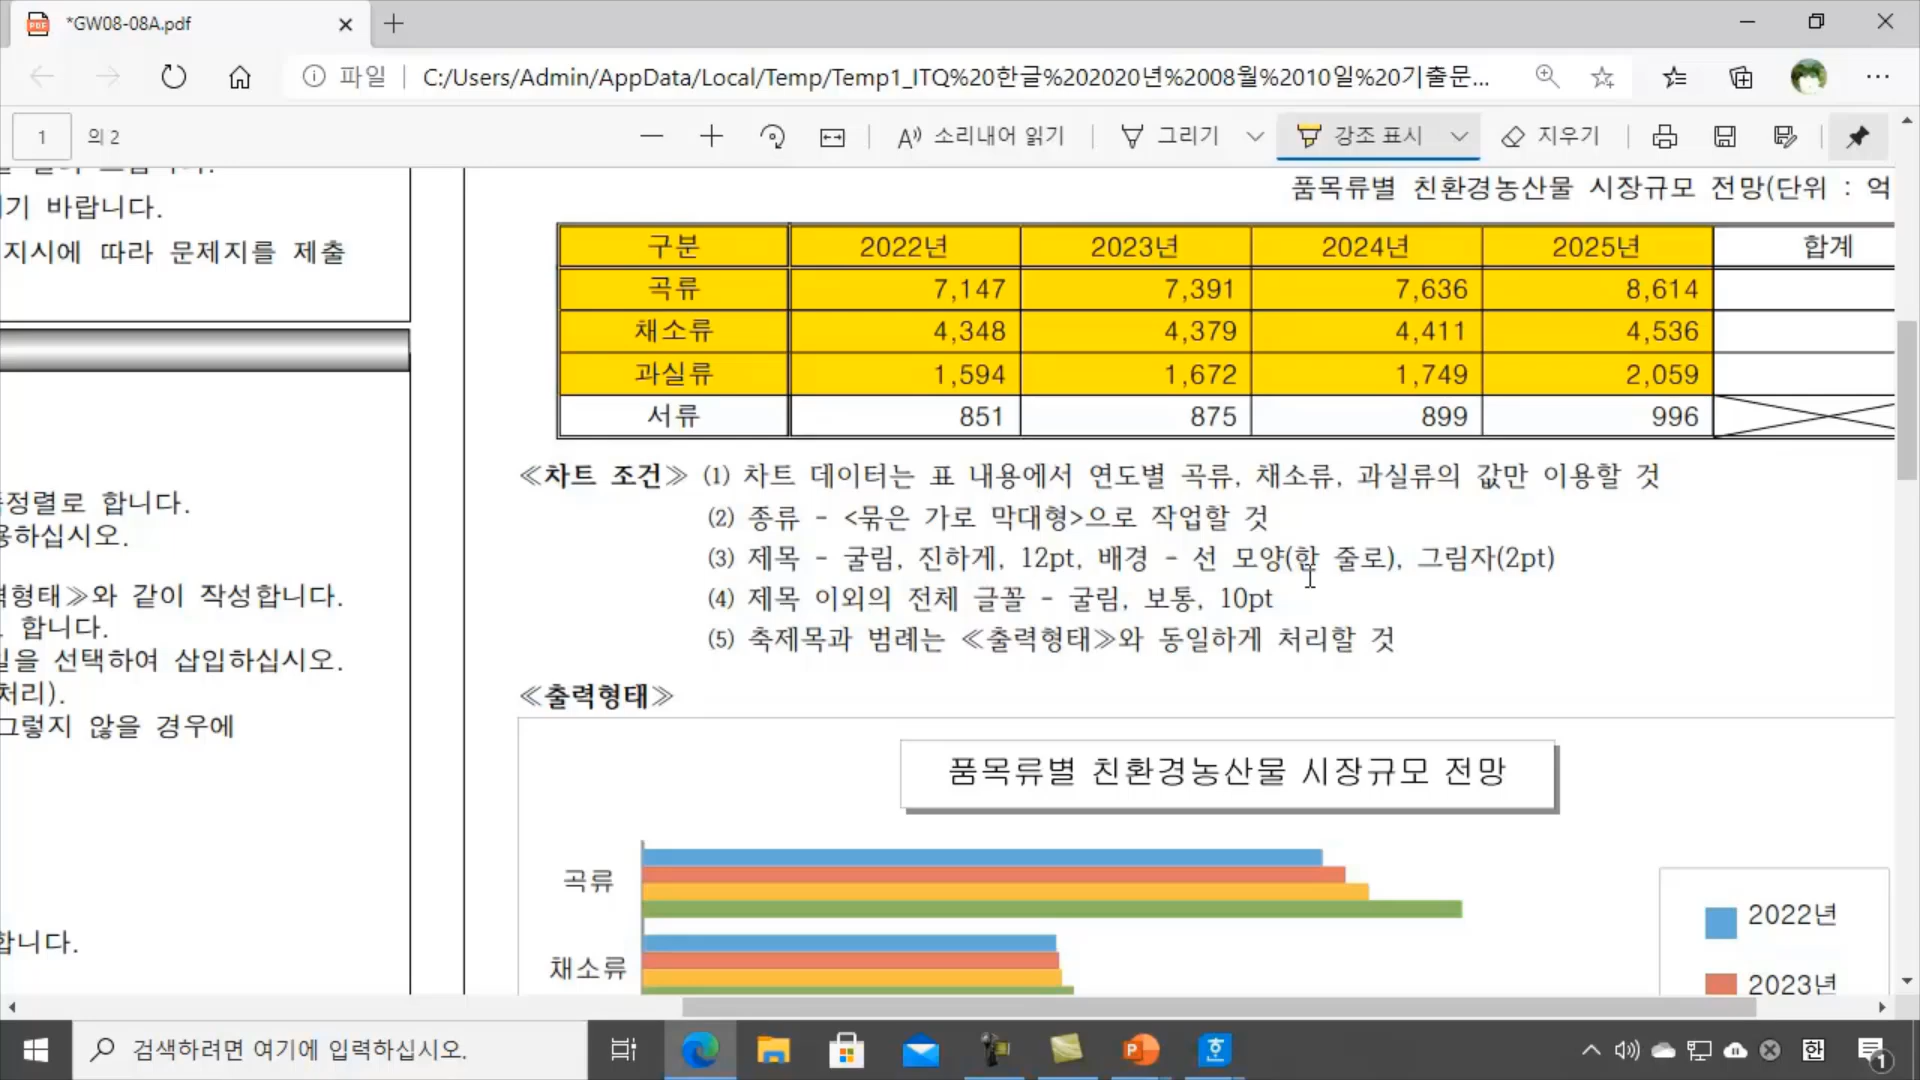 *GW08-08A.pdf
파일
C:/Users/Admin/AppData/Local/Temp/Temp1_ITQ%20한글%202020년%2008월%2010일%20기출문...
1
의 2
소리내어 읽기
그리기
강조 표시
지우기
기 바랍니다.
지시에 따라 문제지를 제출
정렬로 합니다.
용하십시오.
형태≫와 같이 작성합니다.
합니다.
일을 선택하여 삽입하십시오.
처리).
그렇지 않을 경우에
합니다.
품목류별 친환경농산물 시장규모 전망(단위 : 억
구분 2022년 2023년 2024년 2025년 합계
곡류 7,147 7,391 7,636 8,614
채소류 4,348 4,379 4,411 4,536
과실류 1,594 1,672 1,749 2,059
서류 851 875 899 996
≪차트 조건≫ (1) 차트 데이터는 표 내용에서 연도별 곡류, 채소류, 과실류의 값만 이용할 것
(2) 종류 - <묶은 가로 막대형>으로 작업할 것
(3) 제목 - 굴림, 진하게, 12pt, 배경 - 선 모양(한 줄로), 그림자(2pt)
(4) 제목 이외의 전체 글꼴 - 굴림, 보통, 10pt
(5) 축제목과 범례는 ≪출력형태≫와 동일하게 처리할 것
≪출력형태≫
품목류별 친환경농산물 시장규모 전망
곡류
채소류
2022년
2023년
검색하려면 여기에 입력하십시오.
한
1